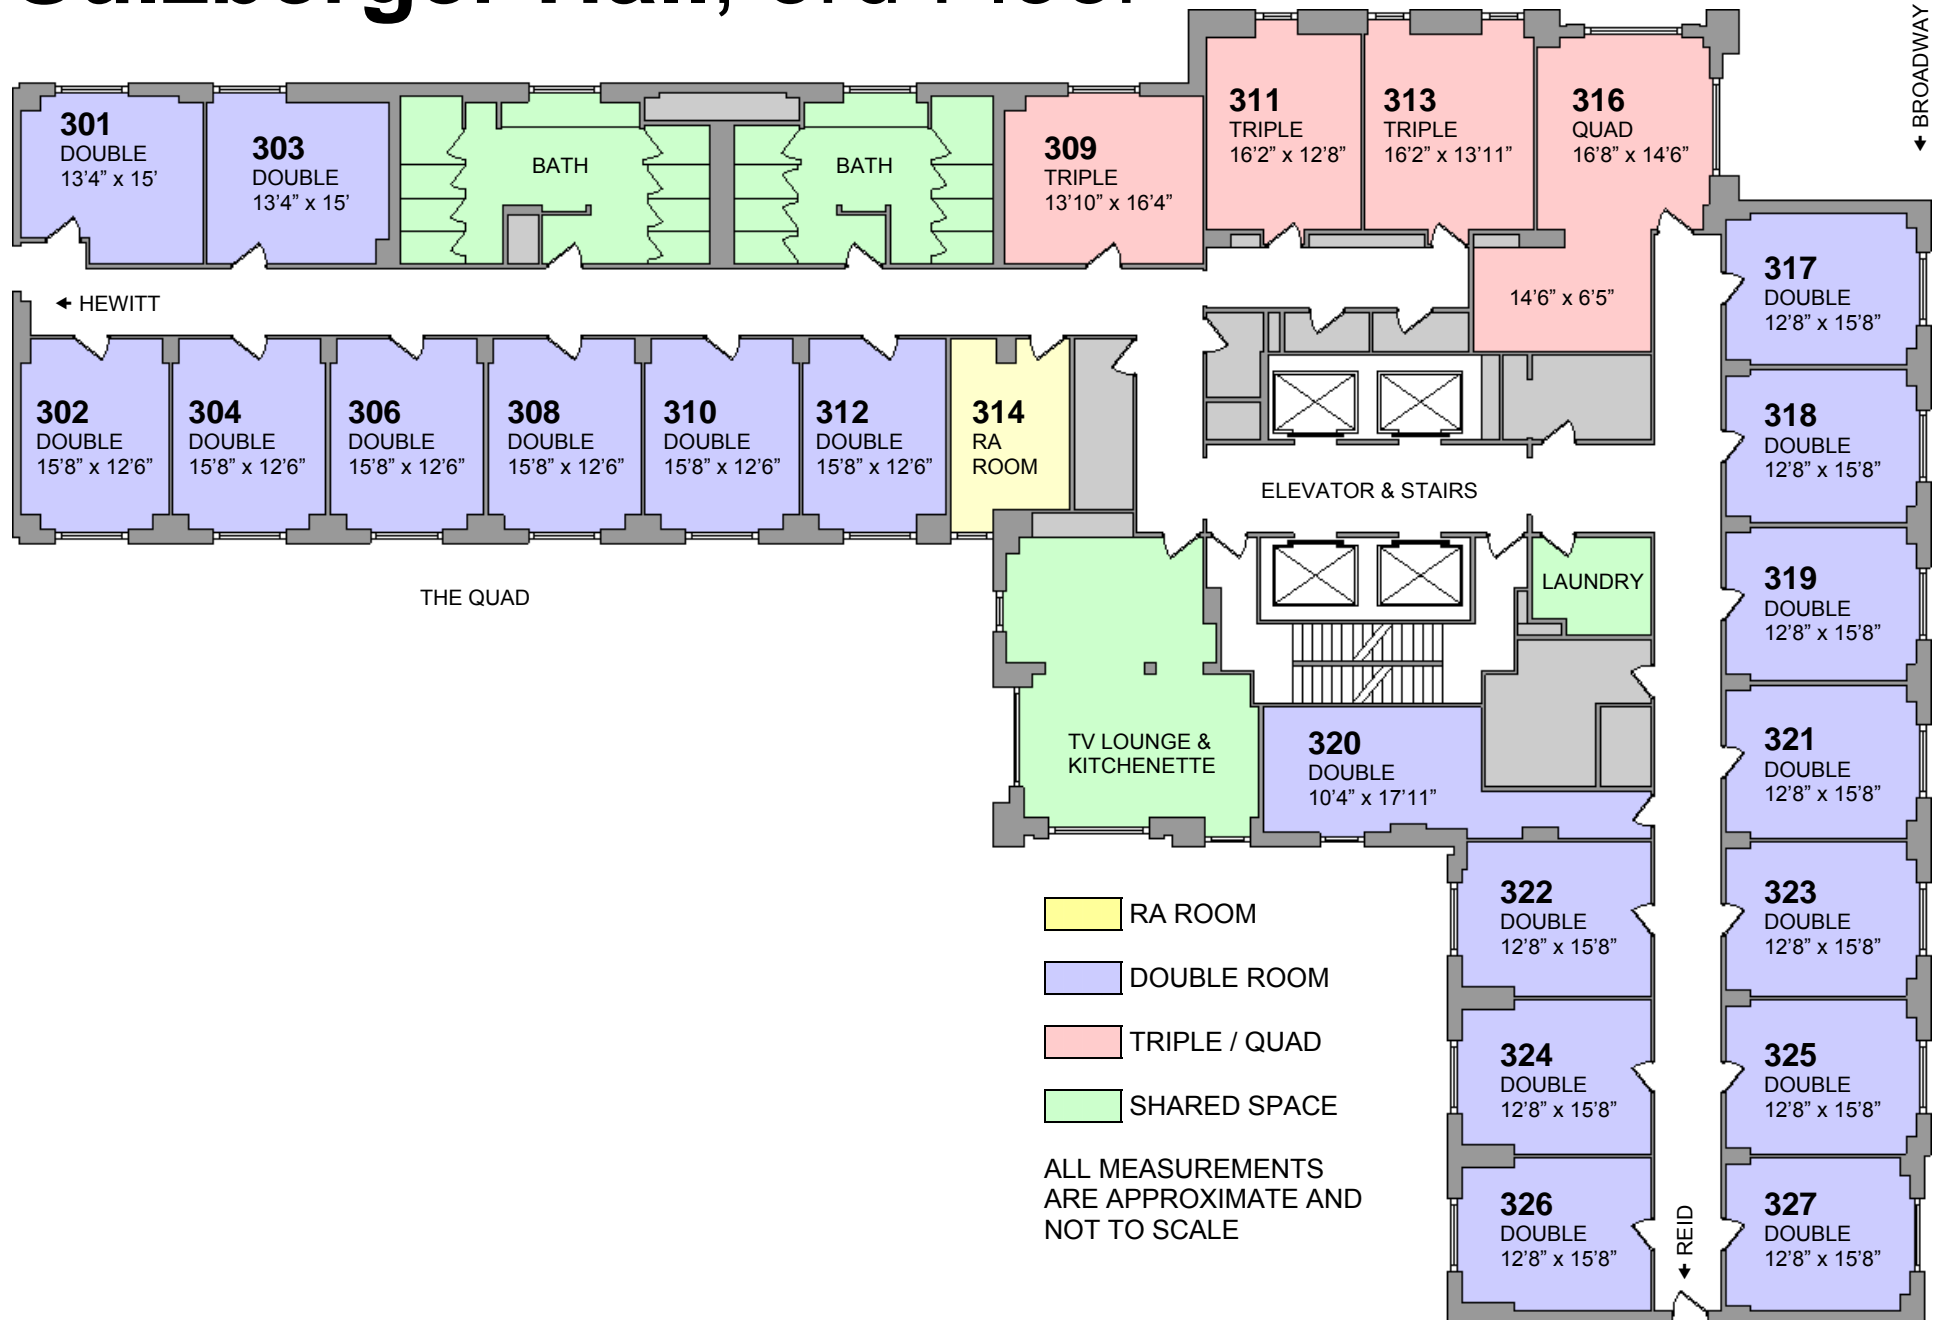 Sulzberger Hall, 3rd Floor
← BROADWAY
301
DOUBLE
13'4” x 15'
303
DOUBLE
13'4” x 15'
BATH
BATH
309
TRIPLE
13'10” x 16'4”
311
TRIPLE
16'2” x 12'8”
313
TRIPLE
16'2” x 13'11”
316
QUAD
16'8” x 14'6”
14'6” x 6'5”
317
DOUBLE
12'8” x 15'8”
← HEWITT
302
DOUBLE
15'8” x 12'6”
304
DOUBLE
15'8” x 12'6”
306
DOUBLE
15'8” x 12'6”
308
DOUBLE
15'8” x 12'6”
310
DOUBLE
15'8” x 12'6”
312
DOUBLE
15'8” x 12'6”
314
RA
ROOM
318
DOUBLE
12'8” x 15'8”
ELEVATOR & STAIRS
THE QUAD
LAUNDRY
319
DOUBLE
12'8” x 15'8”
TV LOUNGE &
KITCHENETTE
320
DOUBLE
10'4” x 17'11”
321
DOUBLE
12'8” x 15'8”
322
DOUBLE
12'8” x 15'8”
323
DOUBLE
12'8” x 15'8”
324
DOUBLE
12'8” x 15'8”
325
DOUBLE
12'8” x 15'8”
326
DOUBLE
12'8” x 15'8”
327
DOUBLE
12'8” x 15'8”
← REID
RA ROOM
DOUBLE ROOM
TRIPLE / QUAD
SHARED SPACE
ALL MEASUREMENTS
ARE APPROXIMATE AND
NOT TO SCALE